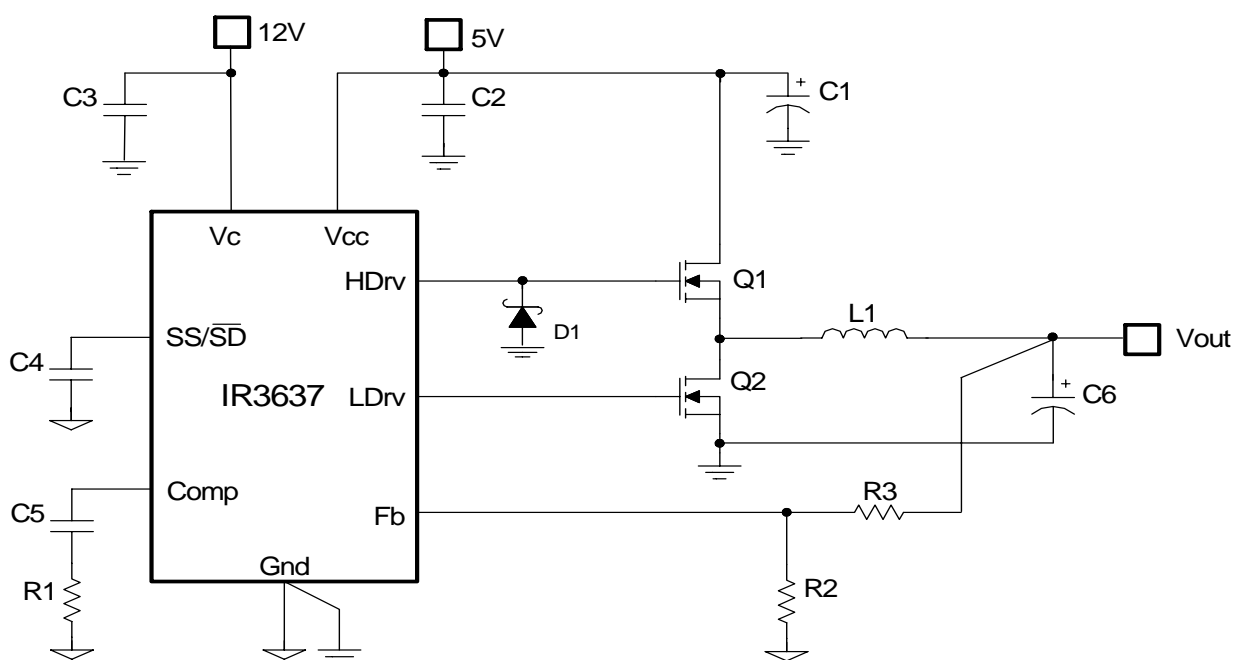 12V
5V
C3
C2
C1
Vc
Vcc
HDrv
Q1
D1
L1
SS/SD
C4
Vout
IR3637
LDrv
Q2
C6
Comp
C5
R3
Fb
Gnd
R1
R2